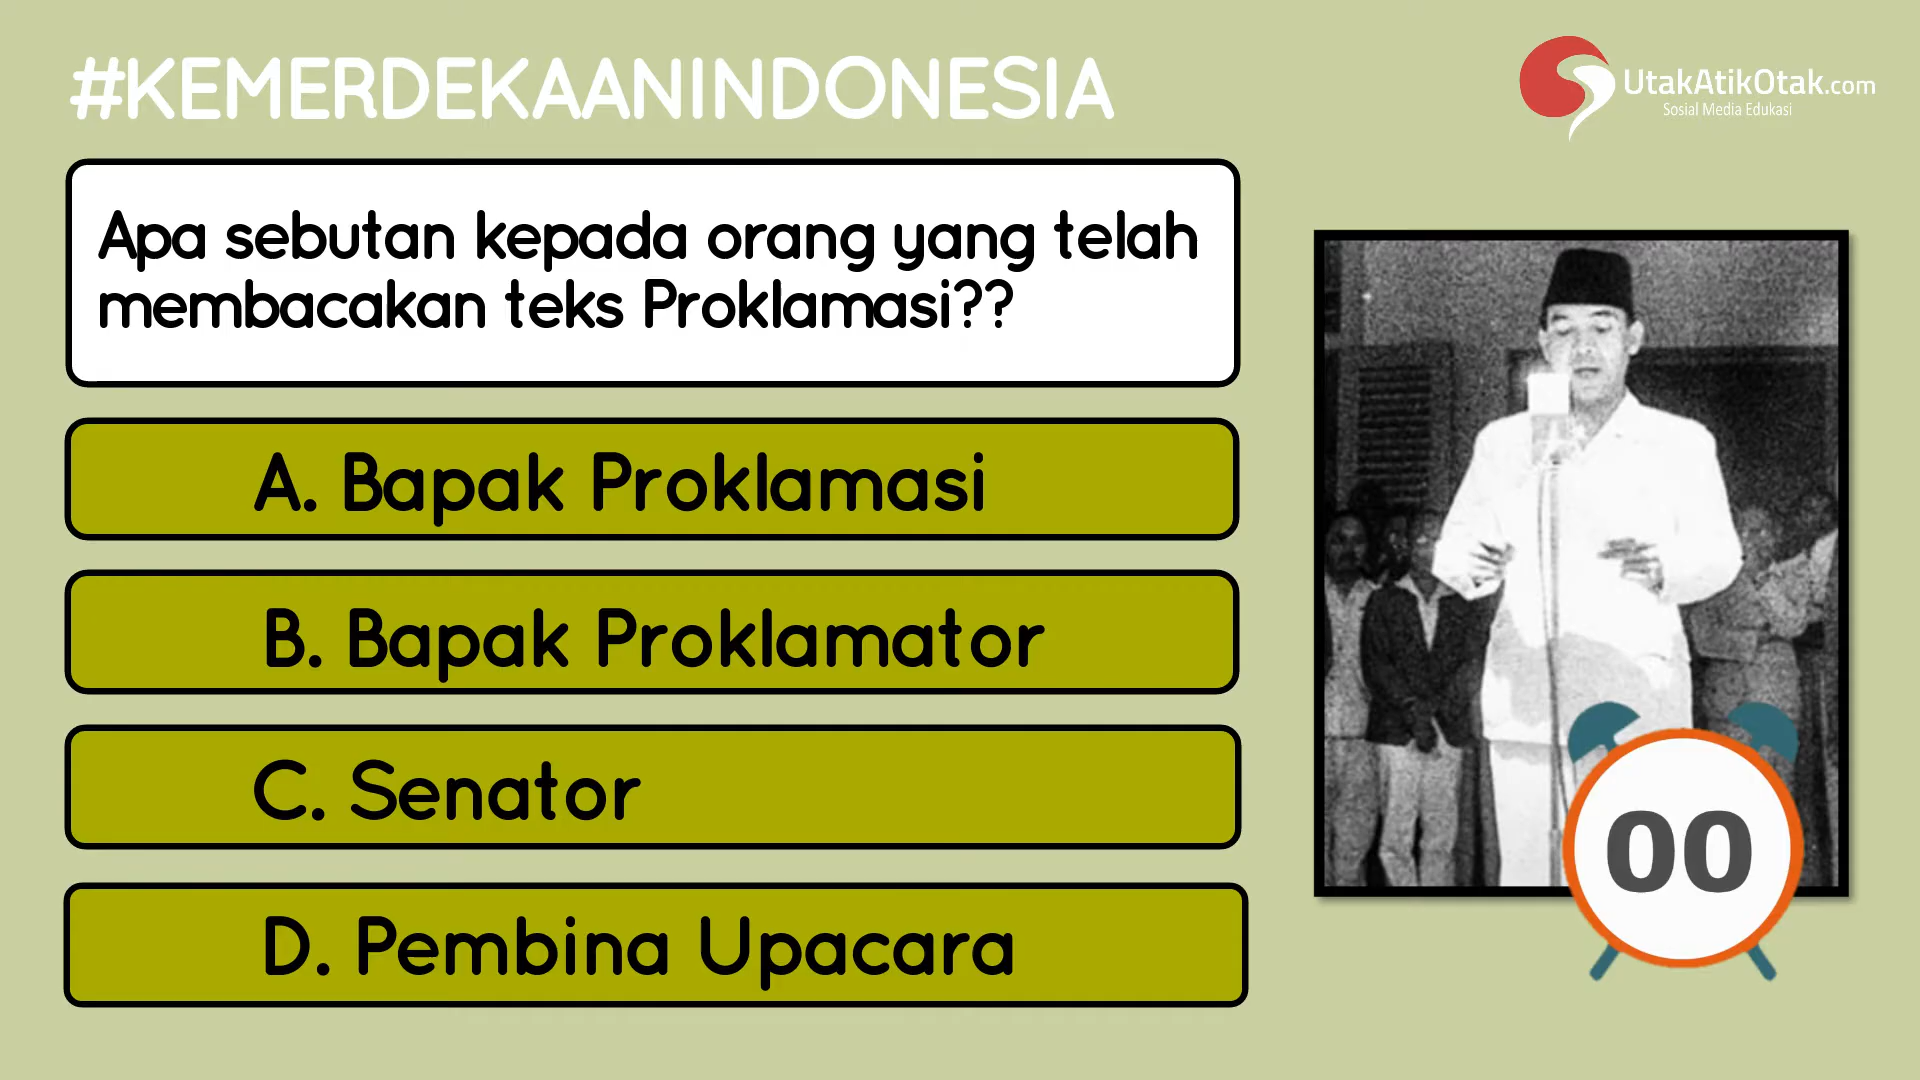 #KEMERDEKAANINDONESIA
UtakAtikOtak.com
Sosial Media Edukasi
Apa sebutan kepada orang yang telah
membacakan teks Proklamasi??
A. Bapak Proklamasi
B. Bapak Proklamator
C. Senator
D. Pembina Upacara
00